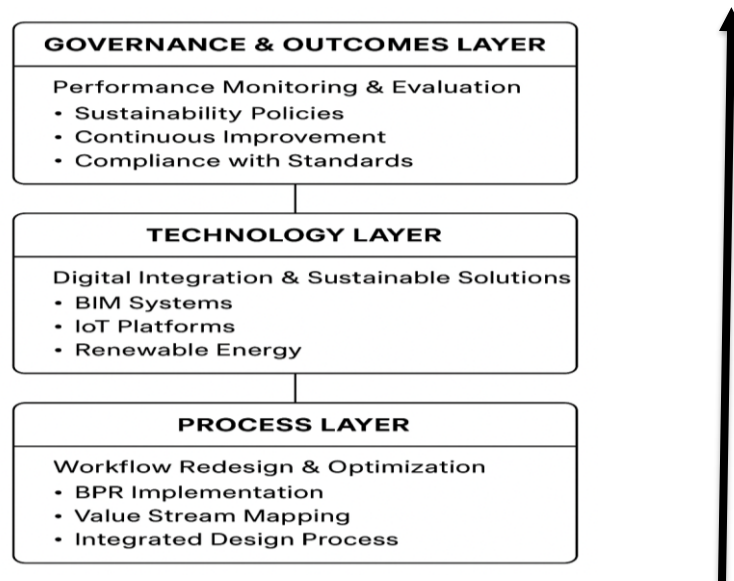 GOVERNANCE & OUTCOMES LAYER
Performance Monitoring & Evaluation
• Sustainability Policies
• Continuous Improvement
• Compliance with Standards
TECHNOLOGY LAYER
Digital Integration & Sustainable Solutions
• BIM Systems
• IoT Platforms
• Renewable Energy
PROCESS LAYER
Workflow Redesign & Optimization
• BPR Implementation
• Value Stream Mapping
• Integrated Design Process